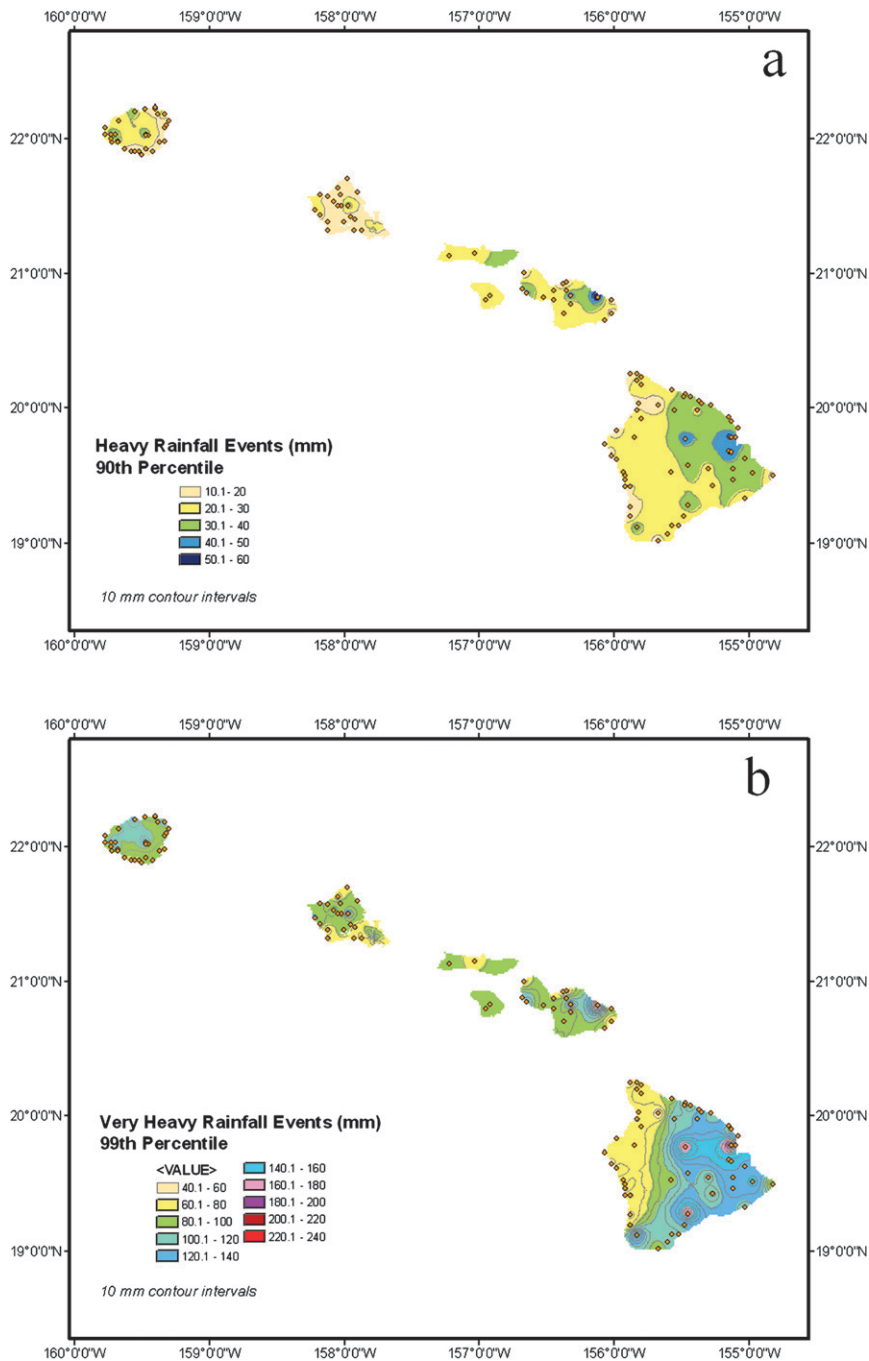 160°0'0"W 159°0'0"W 158°0'0"W 157°0'0"W 156°0'0"W 155°0'0"W
a
22°0'0"N 22°0'0"N
21°0'0"N 21°0'0"N
20°0'0"N 20°0'0"N
Heavy Rainfall Events (mm)
90th Percentile
10.1 - 20
20.1 - 30
30.1 - 40
40.1 - 50
50.1 - 60
19°0'0"N 19°0'0"N
10 mm contour intervals
160°0'0"W 159°0'0"W 158°0'0"W 157°0'0"W 156°0'0"W 155°0'0"W
160°0'0"W 159°0'0"W 158°0'0"W 157°0'0"W 156°0'0"W 155°0'0"W
b
22°0'0"N 22°0'0"N
21°0'0"N 21°0'0"N
20°0'0"N 20°0'0"N
Very Heavy Rainfall Events (mm)
99th Percentile
<VALUE> 140.1 - 160
40.1 - 60 160.1 - 180
60.1 - 80 180.1 - 200
80.1 - 100 200.1 - 220
100.1 - 120 220.1 - 240
120.1 - 140
19°0'0"N 19°0'0"N
10 mm contour intervals
160°0'0"W 159°0'0"W 158°0'0"W 157°0'0"W 156°0'0"W 155°0'0"W